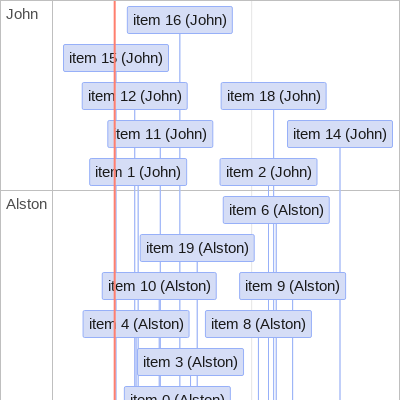 John
item 16 (John)
item 15 (John)
item 12 (John)
item 18 (John)
item 11 (John)
item 14 (John)
item 1 (John)
item 2 (John)
Alston
item 6 (Alston)
item 19 (Alston)
item 10 (Alston)
item 9 (Alston)
item 4 (Alston)
item 8 (Alston)
item 3 (Alston)
item 0 (Alston)